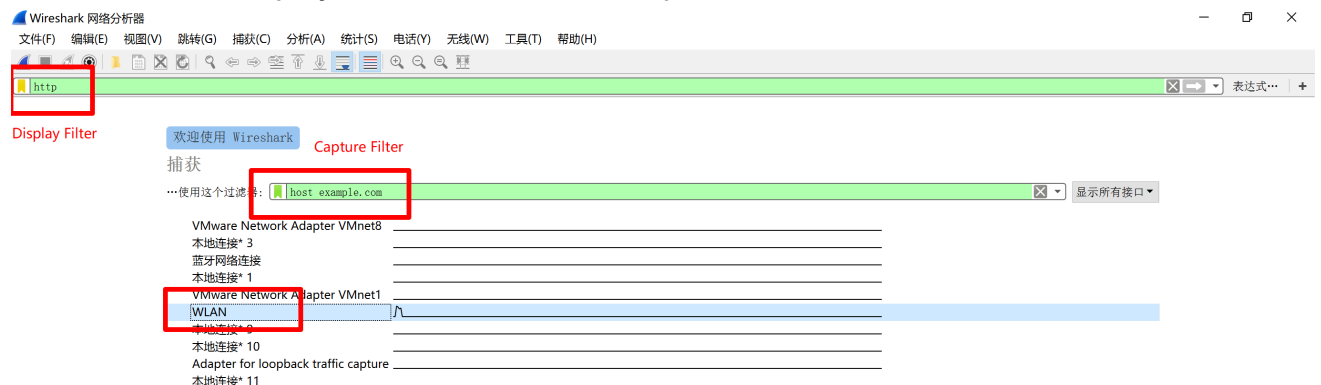 Wireshark 网络分析器
文件(F) 编辑(E) 视图(V) 跳转(G) 捕获(C) 分析(A) 统计(S) 电话(Y) 无线(W) 工具(T) 帮助(H)
http 表达式… +
Display Filter
欢迎使用 Wireshark
Capture Filter
捕获
…使用这个过滤器: host example.com 显示所有接口
VMware Network Adapter VMnet8
本地连接* 3
蓝牙网络连接
本地连接* 1
VMware Network Adapter VMnet1
WLAN
本地连接* 9
本地连接* 10
Adapter for loopback traffic capture
本地连接* 11